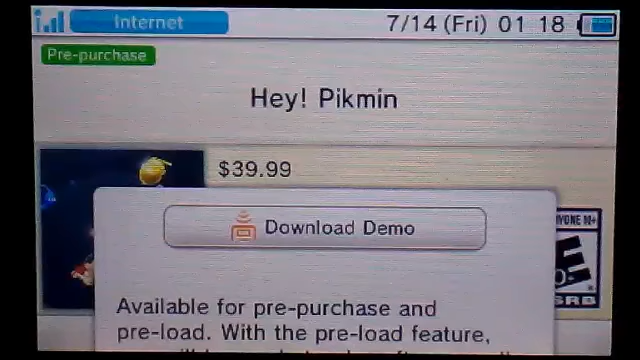 Internet
7/14 (Fri) 01 18
Pre-purchase
Hey! Pikmin
$39.99
Download Demo
Available for pre-purchase and
pre-load. With the pre-load feature,